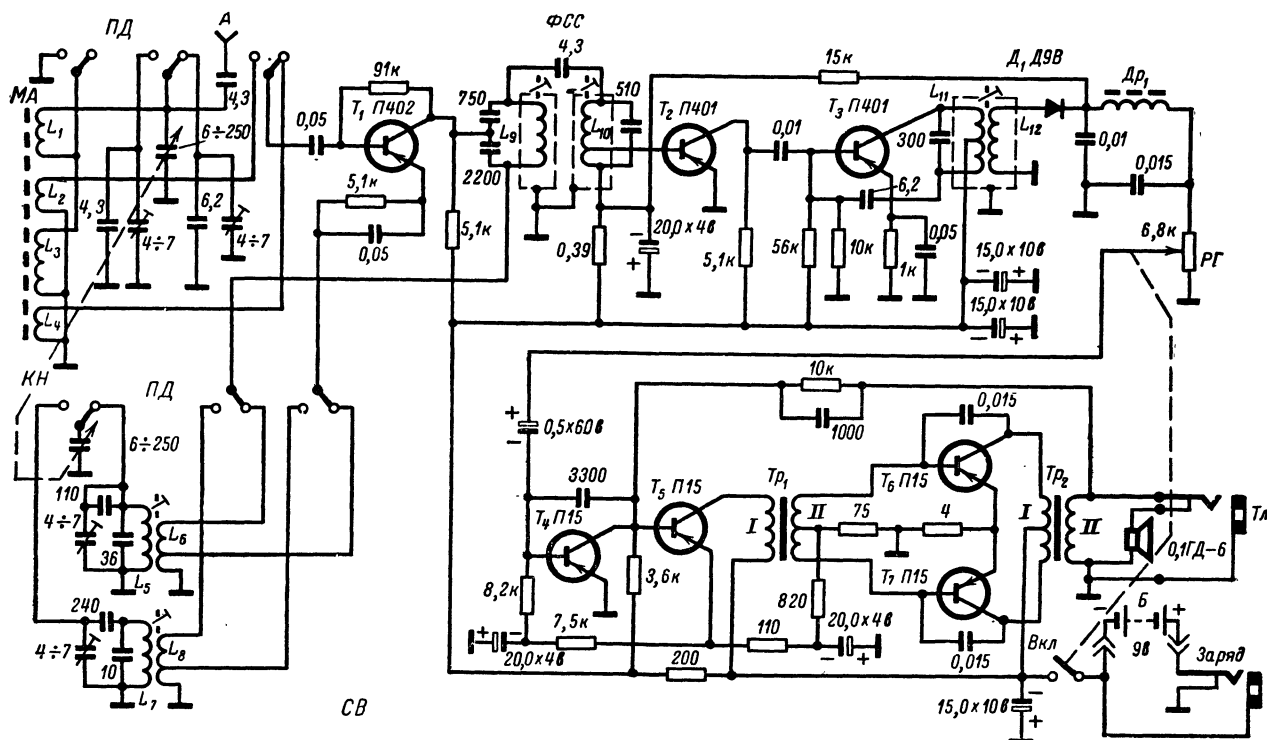 ПД
А
ФСС
4,3
15к
Д₁ Д9В
91к
Др₁
МА
4,3
750
510
L₁₁
Т₁ П402
Т₂ П401
Т₃ П401
L₁
6÷250
0,05
L₉
L₁₀
0,01
300
L₁₂
0,01
0,015
L₂
2200
5,1к
6,2
6,8к
4,3
6,2
РГ
L₃
4÷7
4÷7
20,0×4в
0,05
0,05
5,1к
0,39
5,1к
56к
10к
1к
15,0×10в
15,0×10в
L₄
КН
ПД
10к
6÷250
0,5×60в
1000
0,015
110
3300
Т₅ П15
Тр₁
Т₆ П15
Тр₂
4÷7
Т₄ П15
I
II
75
4
I
II
Тл
L₆
36
0,1ГД-6
L₅
3,6к
Т₇ П15
8,2к
820
240
Б
7,5к
110
20,0×4в
9в
4÷7
L₈
20,0×4в
0,015
Вкл
Заряд
10
200
L₇
СВ
15,0×10в